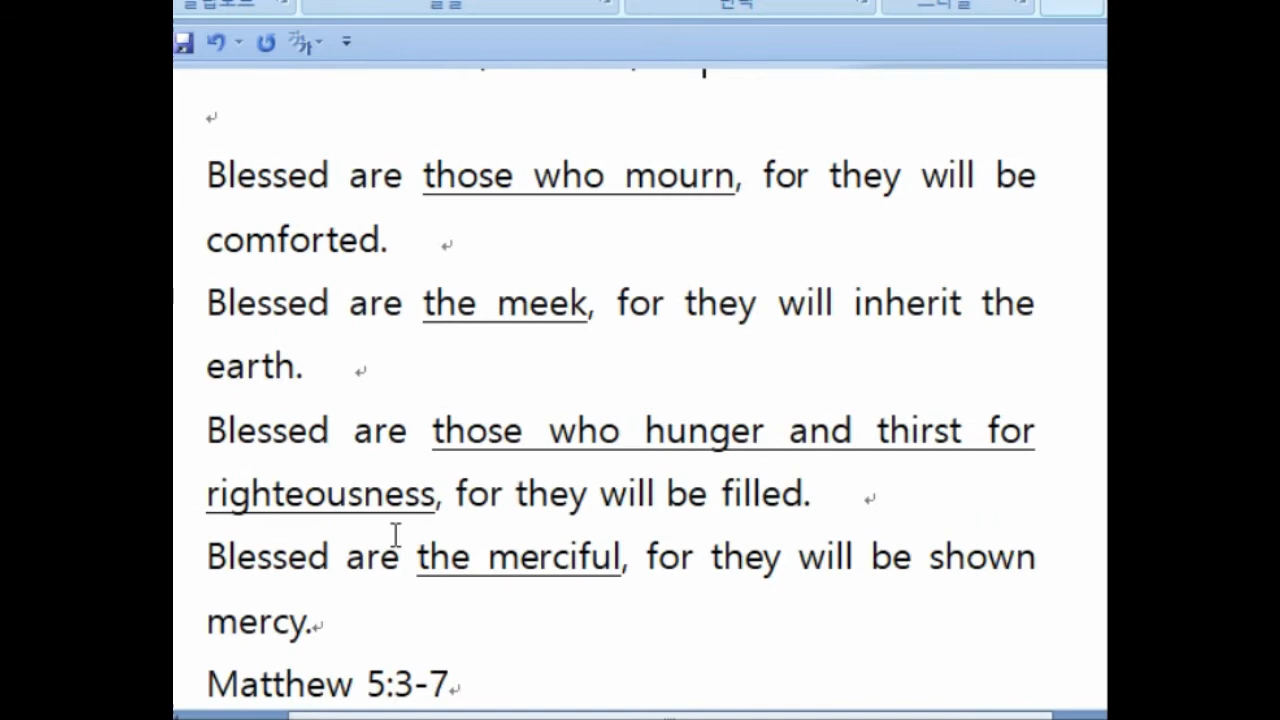 Blessed are those who mourn, for they will be
comforted.
Blessed are the meek, for they will inherit the
earth.
Blessed are those who hunger and thirst for
righteousness, for they will be filled.
Blessed are the merciful, for they will be shown
mercy.
Matthew 5:3-7